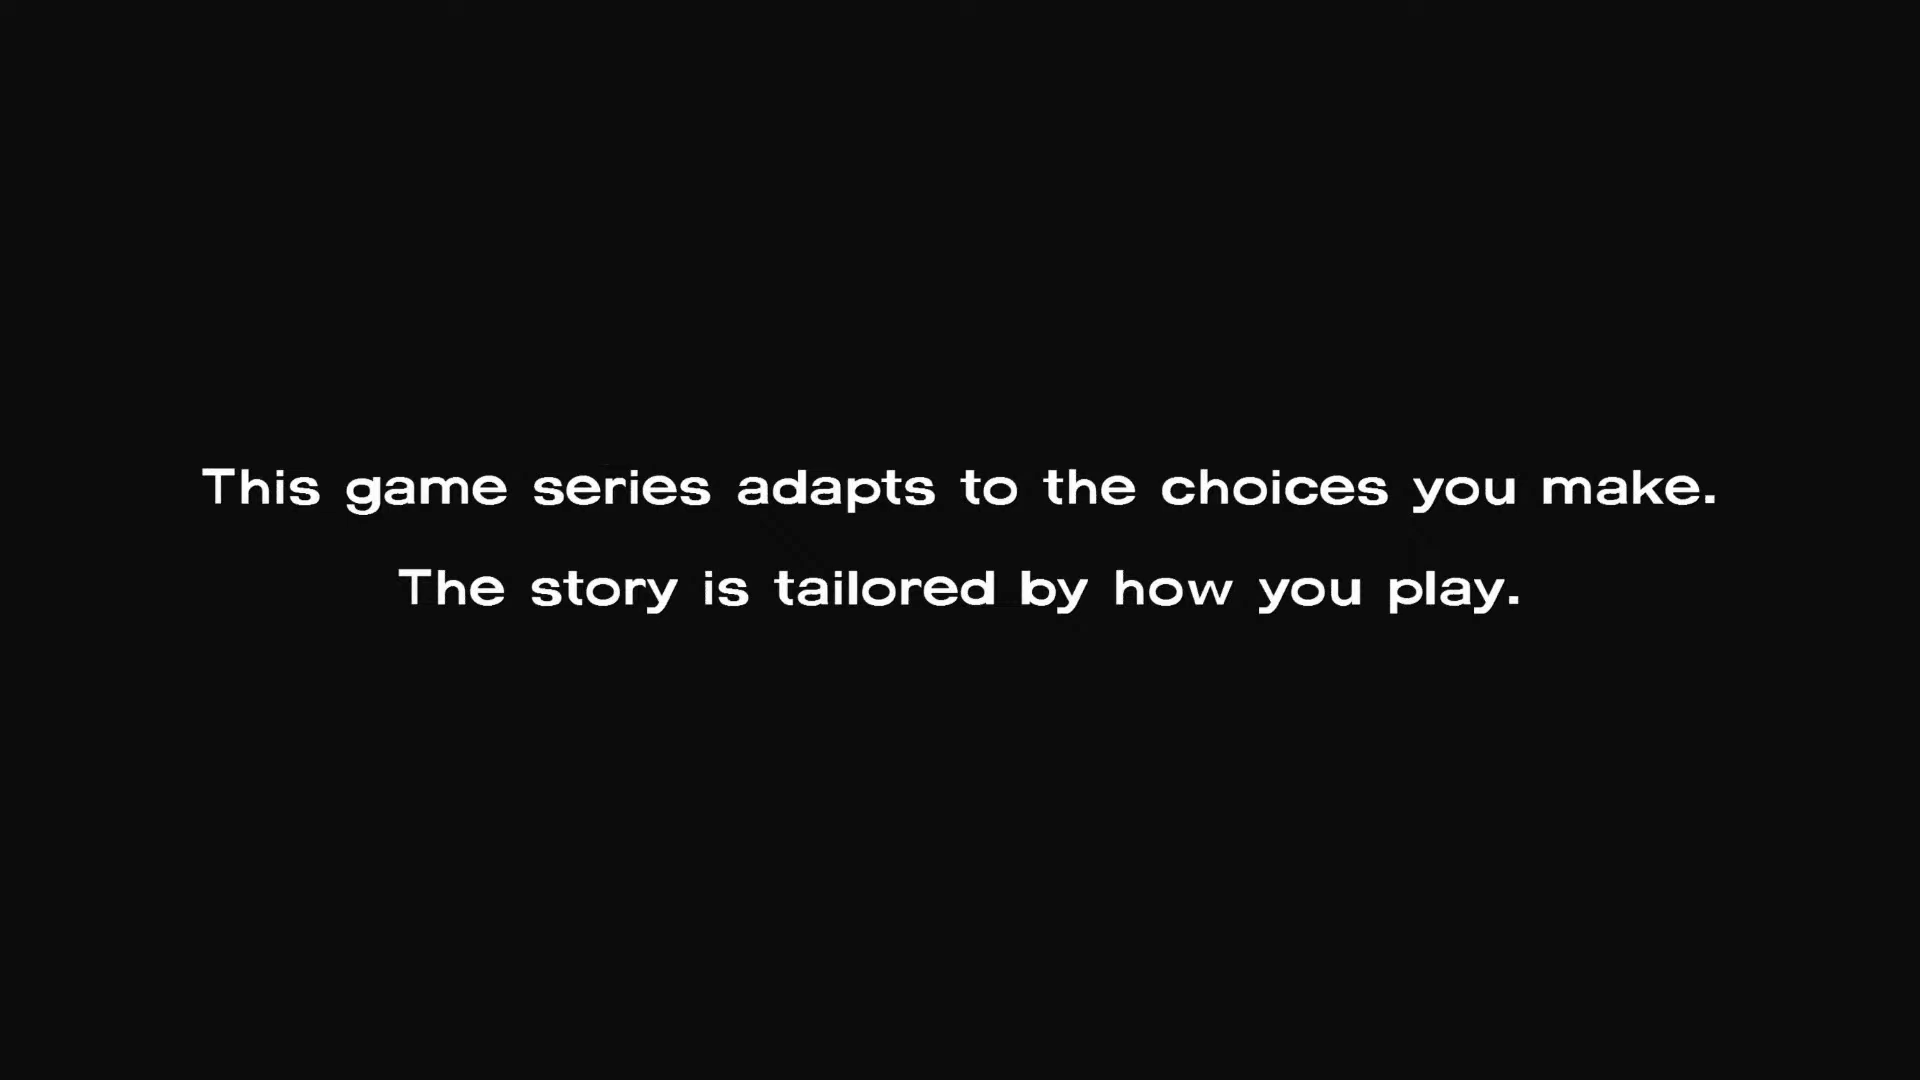 This game series adapts to the choices you make.
The story is tailored by how you play.